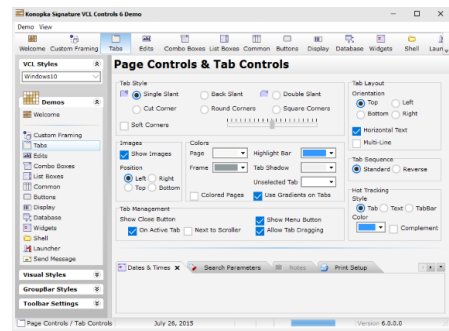 Konopka Signature VCL Controls 6 Demo
Demo View
Welcome Custom Framing Tabs Edits Combo Boxes List Boxes Common Buttons Display Database Widgets Shell
VCL Styles
Windows10
Demos
Welcome
Custom Framing
Tabs
Edits
Combo Boxes
List Boxes
Common
Buttons
Display
Database
Widgets
Shell
Launcher
Send Message
Visual Styles
GroupBar Styles
Toolbar Settings
Page Controls & Tab Controls
Tab Style
Single Slant Back Slant Double Slant
Cut Corner Round Corners Square Corners
Soft Corners
Images
Show Images
Position
Left Right
Top Bottom
Colors
Page Highlight Bar
Frame Tab Shadow
Unselected Tab
Colored Pages Use Gradients on Tabs
Tab Management
Show Close Button
On Active Tab Next to Scroller
Show Menu Button
Allow Tab Dragging
Tab Layout
Orientation
Top Left
Bottom Right
Horizontal Text
Multi-Line
Tab Sequence
Standard Reverse
Hot Tracking
Style
Tab Text TabBar
Color
Complement
Dates & Times Search Parameters Notes Print Setup
Page Controls / Tab Controls July 26, 2015 Version 6.0.0.0